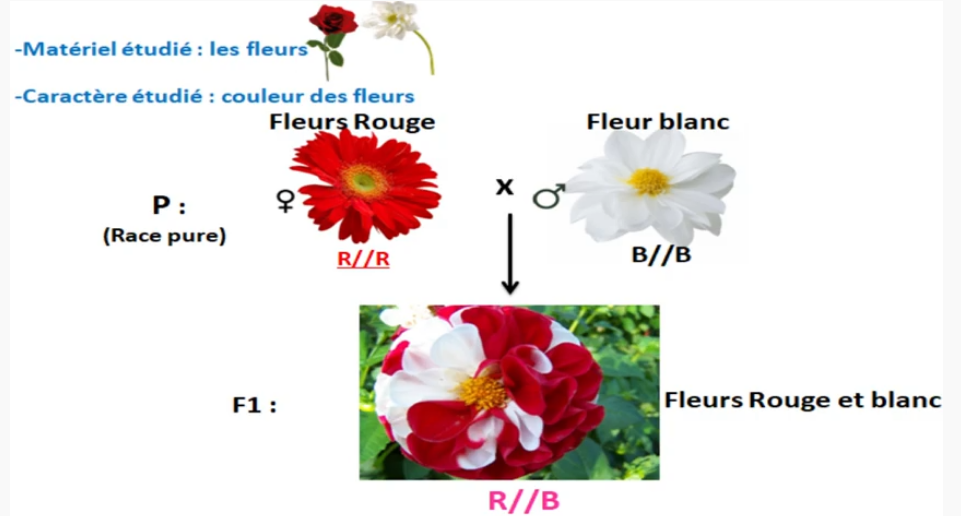 -Matériel étudié : les fleurs
-Caractère étudié : couleur des fleurs
Fleurs Rouge
Fleur blanc
P :
(Race pure)
♀
x
♂
R//R
B//B
F1 :
Fleurs Rouge et blanc
R//B